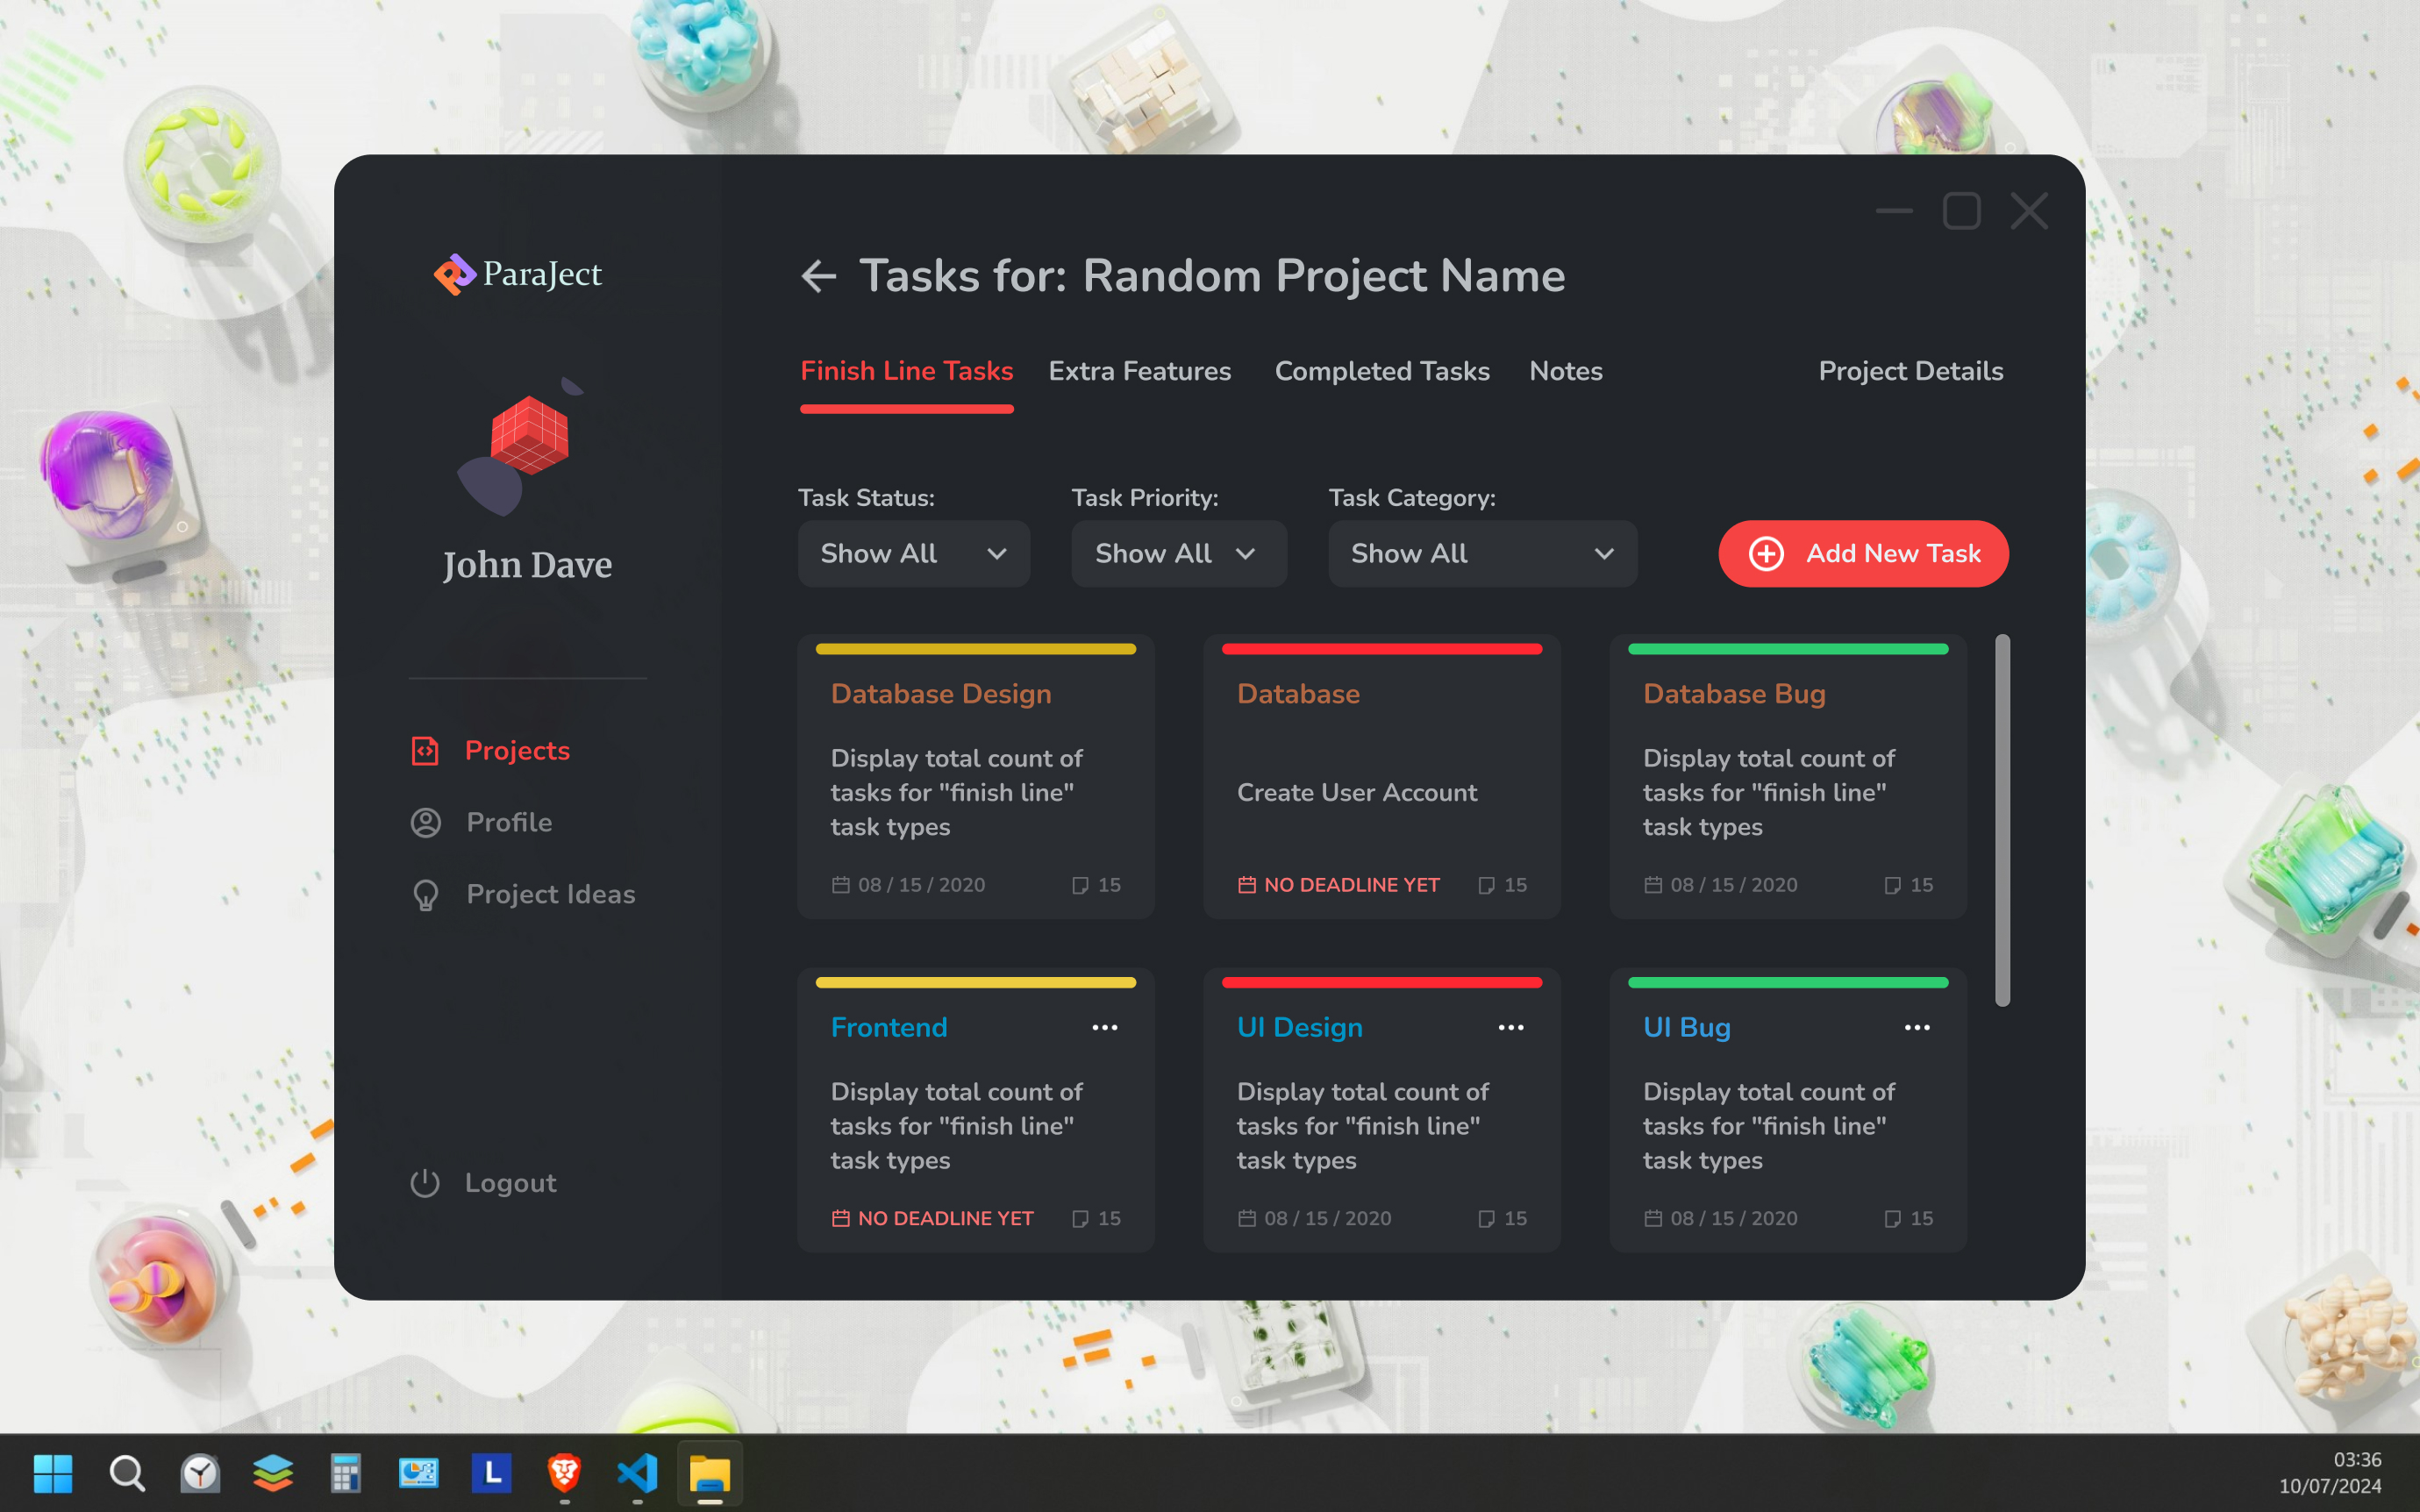 ParaJect
John Dave
Projects
Profile
Project Ideas
Logout
Tasks for: Random Project Name
Finish Line Tasks
Extra Features
Completed Tasks
Notes
Project Details
Task Status:
Show All
Task Priority:
Show All
Task Category:
Show All
Add New Task
Database Design
Display total count of
tasks for "finish line"
task types
08 / 15 / 2020
15
Database
Create User Account
NO DEADLINE YET
15
Database Bug
Display total count of
tasks for "finish line"
task types
08 / 15 / 2020
15
Frontend
Display total count of
tasks for "finish line"
task types
NO DEADLINE YET
15
UI Design
Display total count of
tasks for "finish line"
task types
08 / 15 / 2020
15
UI Bug
Display total count of
tasks for "finish line"
task types
08 / 15 / 2020
15
L
03:36
10/07/2024